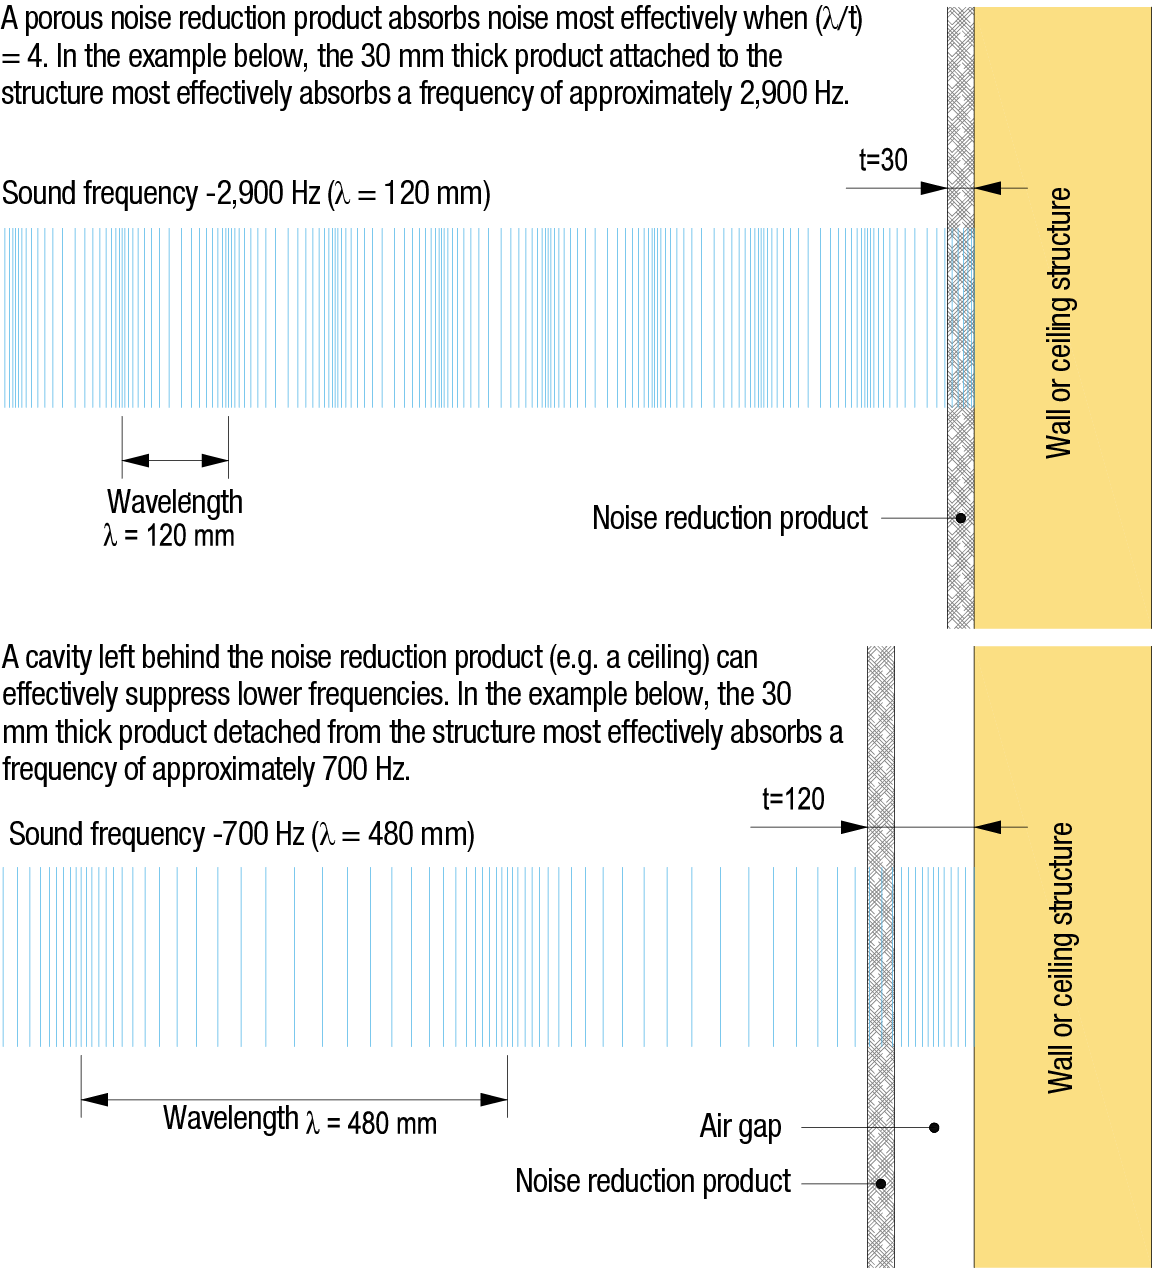 A porous noise reduction product absorbs noise most effectively when (λ/t)
= 4. In the example below, the 30 mm thick product attached to the
structure most effectively absorbs a frequency of approximately 2,900 Hz.
t=30
Sound frequency -2,900 Hz (λ = 120 mm)
Wall or ceiling structure
Wavelength
λ = 120 mm
Noise reduction product
A cavity left behind the noise reduction product (e.g. a ceiling) can
effectively suppress lower frequencies. In the example below, the 30
mm thick product detached from the structure most effectively absorbs a
frequency of approximately 700 Hz.
t=120
Sound frequency -700 Hz (λ = 480 mm)
Wall or ceiling structure
Wavelength λ = 480 mm
Air gap
Noise reduction product